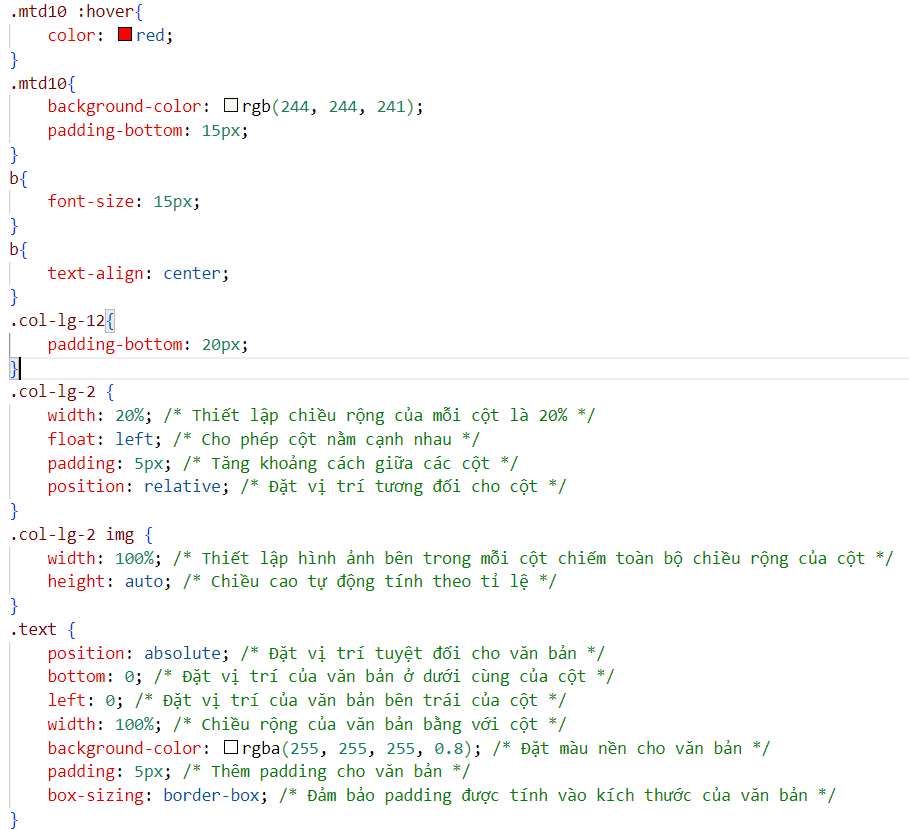 .mtd10 :hover{
    color: red;
}
.mtd10{
    background-color: rgb(244, 244, 241);
    padding-bottom: 15px;
}
b{
    font-size: 15px;
}
b{
    text-align: center;
}
.col-lg-12{
    padding-bottom: 20px;
}
.col-lg-2 {
    width: 20%; /* Thiết lập chiều rộng của mỗi cột là 20% */
    float: left; /* Cho phép cột nằm cạnh nhau */
    padding: 5px; /* Tăng khoảng cách giữa các cột */
    position: relative; /* Đặt vị trí tương đối cho cột */
}
.col-lg-2 img {
    width: 100%; /* Thiết lập hình ảnh bên trong mỗi cột chiếm toàn bộ chiều rộng của cột */
    height: auto; /* Chiều cao tự động tính theo tỉ lệ */
}
.text {
    position: absolute; /* Đặt vị trí tuyệt đối cho văn bản */
    bottom: 0; /* Đặt vị trí của văn bản ở dưới cùng của cột */
    left: 0; /* Đặt vị trí của văn bản bên trái của cột */
    width: 100%; /* Chiều rộng của văn bản bằng với cột */
    background-color: rgba(255, 255, 255, 0.8); /* Đặt màu nền cho văn bản */
    padding: 5px; /* Thêm padding cho văn bản */
    box-sizing: border-box; /* Đảm bảo padding được tính vào kích thước của văn bản */
}